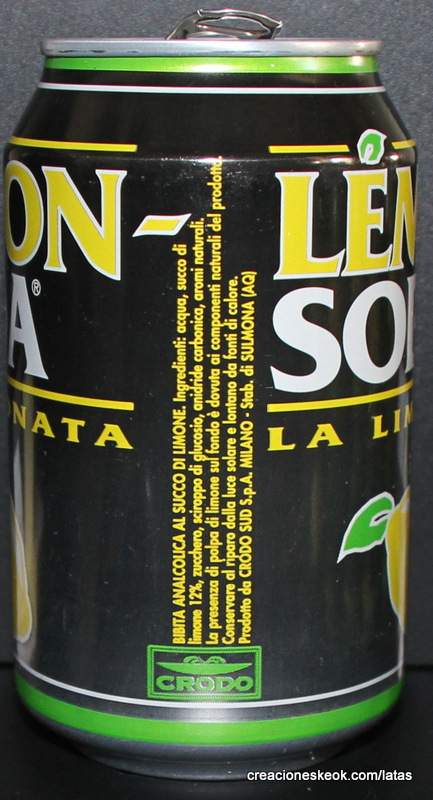 ON-
A®
ONATA
LEM
SO
LA LIM
BIBITA ANALCOLICA AL SUCCO DI LIMONE. Ingredienti: acqua, succo di
limone 12%, zucchero, sciroppo di glucosio, anidride carbonica, aromi naturali.
La presenza di polpa di limone sul fondo è dovuta ai componenti naturali del prodotto.
Conservare al riparo dalla luce solare e lontano da fonti di calore.
Prodotto da CRODO SUD S.p.A. MILANO - Stab. di SULMONA (AQ)
CRODO
creacioneskeok.com/latas